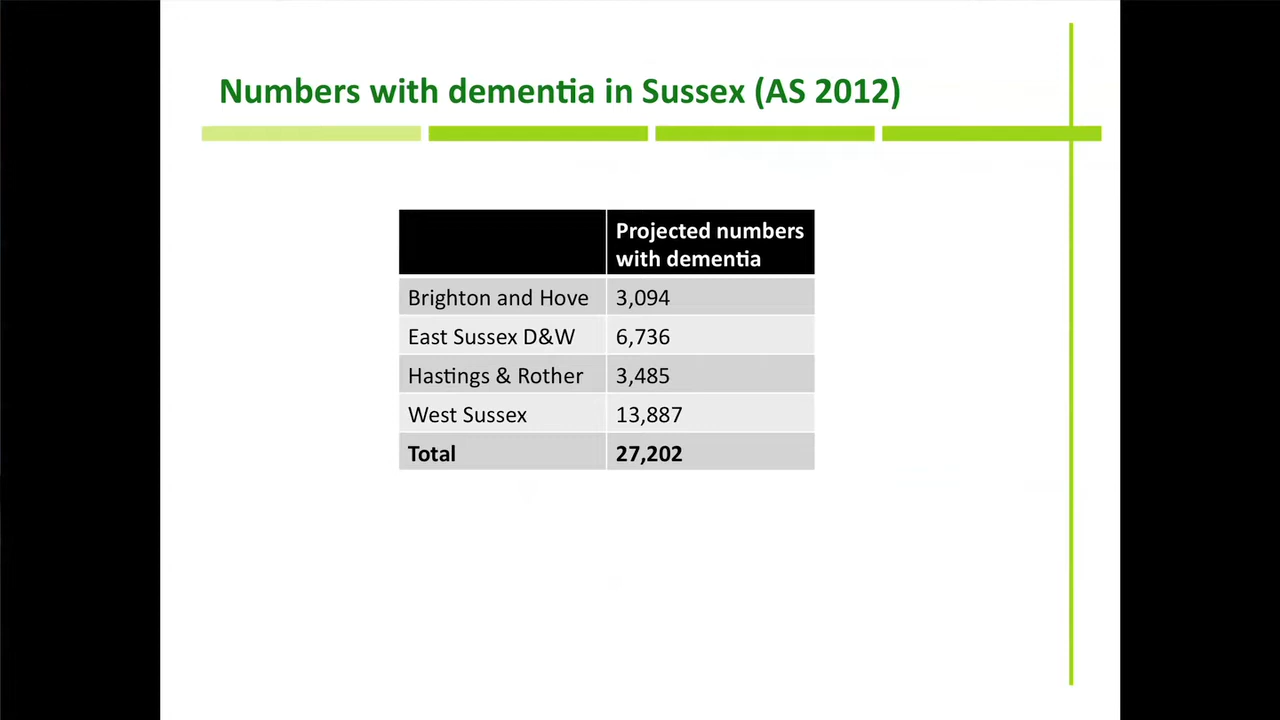 Numbers with dementia in Sussex (AS 2012)
Projected numbers
with dementia
Brighton and Hove 3,094
East Sussex D&W 6,736
Hastings & Rother 3,485
West Sussex 13,887
Total 27,202